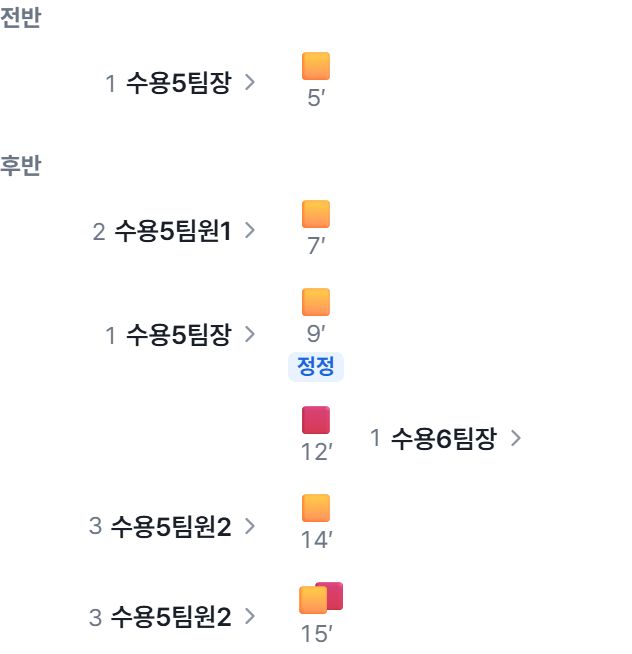 전반
1 수용5팀장
5′
후반
2 수용5팀원1
7′
1 수용5팀장
9′
정정
12′
1 수용6팀장
3 수용5팀원2
14′
3 수용5팀원2
15′